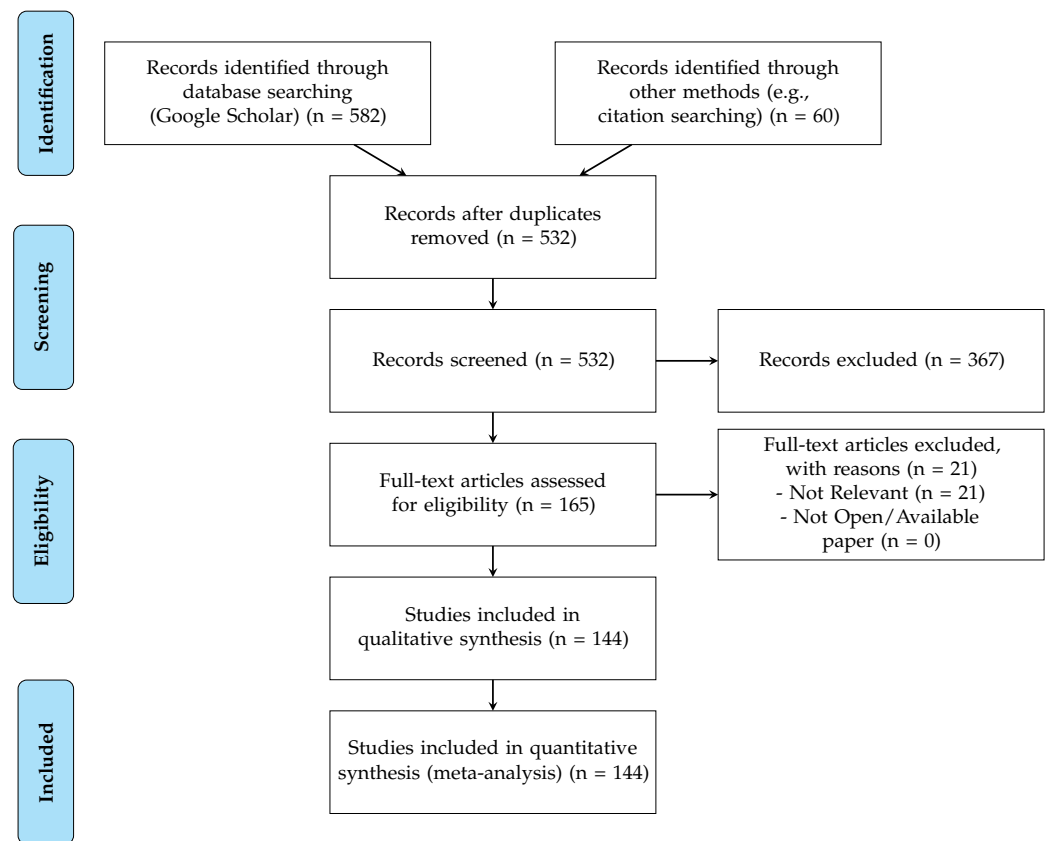 Identification
Records identified through
database searching
(Google Scholar) (n = 582)
Records identified through
other methods (e.g.,
citation searching) (n = 60)
Records after duplicates
removed (n = 532)
Screening
Records screened (n = 532)
Records excluded (n = 367)
Eligibility
Full-text articles assessed
for eligibility (n = 165)
Full-text articles excluded,
with reasons (n = 21)
- Not Relevant (n = 21)
- Not Open/Available
paper (n = 0)
Studies included in
qualitative synthesis (n = 144)
Included
Studies included in quantitative
synthesis (meta-analysis) (n = 144)